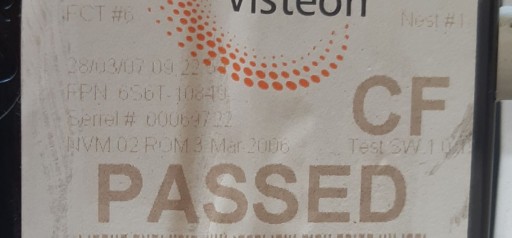 Visteon
FCT #6 Nest #1
28/03/07 09 22
CF
FPN 6S6T-10849
Serial # 00069722
NVM 02 ROM 3 Mar 2006 Test SW 1.0
PASSED